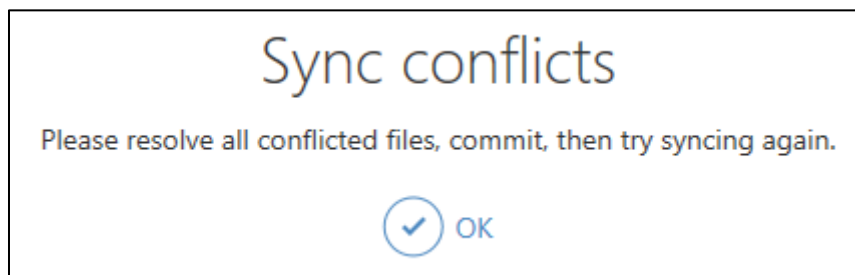 Sync conflicts
Please resolve all conflicted files, commit, then try syncing again.
OK